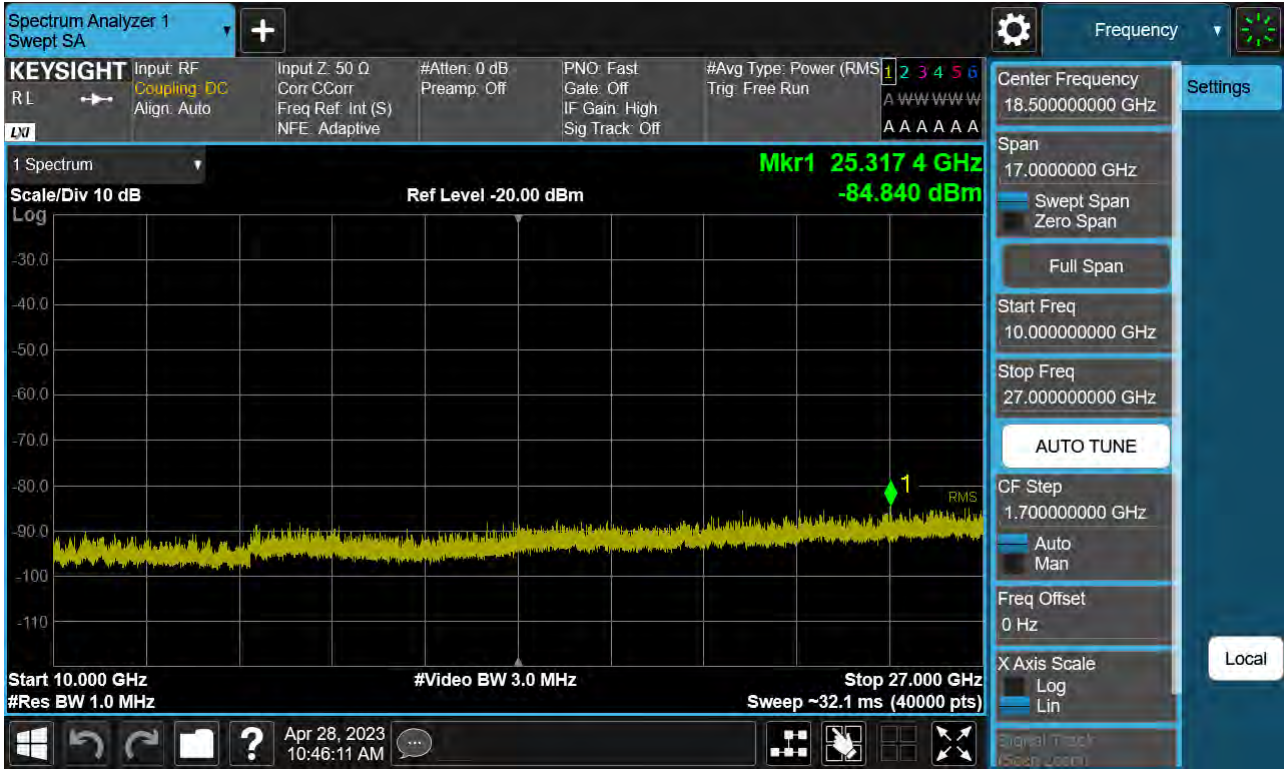 Spectrum Analyzer 1
Swept SA
+
Frequency
KEYSIGHT
RL
LXI
Input: RF
Coupling: DC
Align: Auto
Input Z: 50 Ω
Corr CCorr
Freq Ref: Int (S)
NFE: Adaptive
#Atten: 0 dB
Preamp: Off
PNO: Fast
Gate: Off
IF Gain: High
Sig Track: Off
#Avg Type: Power (RMS
Trig: Free Run
1 2 3 4 5 6
A W W W W W
A A A A A A
1 Spectrum
Scale/Div 10 dB
Log
Ref Level -20.00 dBm
Mkr1 25.317 4 GHz
-84.840 dBm
-30.0
-40.0
-50.0
-60.0
-70.0
-80.0
-90.0
-100
-110
1
RMS
Start 10.000 GHz
#Res BW 1.0 MHz
#Video BW 3.0 MHz
Stop 27.000 GHz
Sweep ~32.1 ms (40000 pts)
Center Frequency
18.500000000 GHz
Span
17.0000000 GHz
Swept Span
Zero Span
Full Span
Start Freq
10.000000000 GHz
Stop Freq
27.000000000 GHz
AUTO TUNE
CF Step
1.700000000 GHz
Auto
Man
Freq Offset
0 Hz
X Axis Scale
Log
Lin
Signal Track
(Span Zoom)
Settings
Local
?
Apr 28, 2023
10:46:11 AM